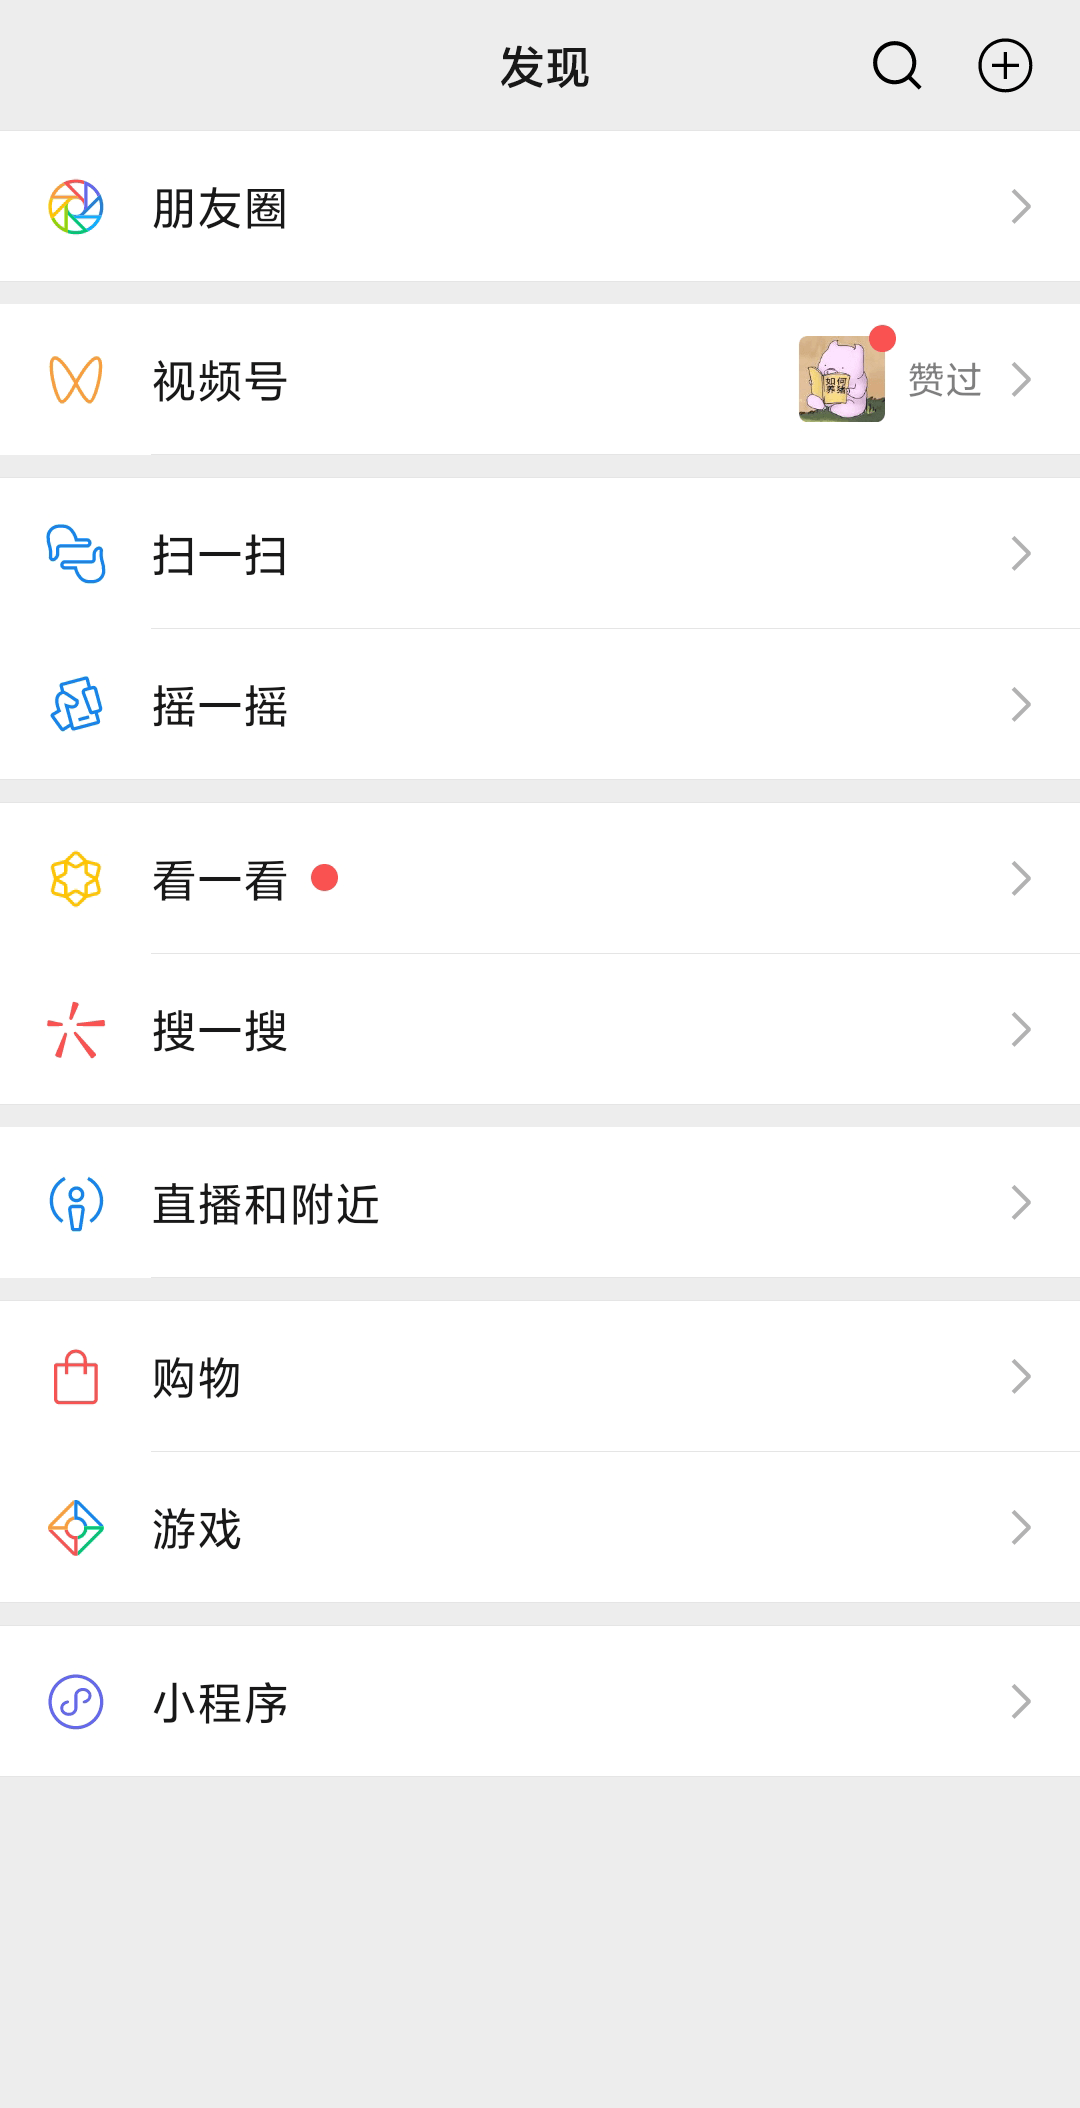 发现
朋友圈
视频号
如何
养猪
赞过
扫一扫
摇一摇
看一看
搜一搜
直播和附近
购物
游戏
小程序